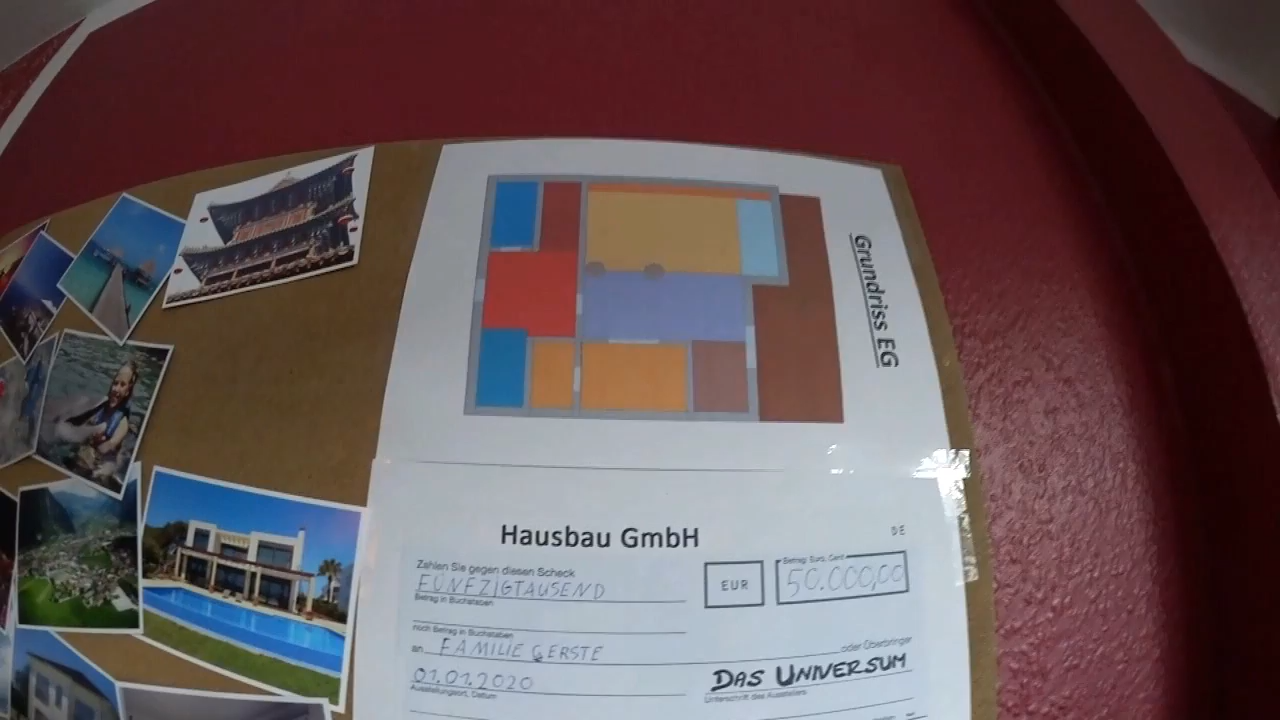 Grundriss EG
Hausbau GmbH
DE
Zahlen Sie gegen diesen Scheck
FÜNFZIGTAUSEND
Betrag in Buchstaben
EUR
Betrag: Euro, Cent
50.000,00
noch Betrag in Buchstaben
an FAMILIE GERSTE
oder Überbringer
01.01.2020
Ausstellungsort, Datum
DAS UNIVERSUM
Unterschrift des Ausstellers